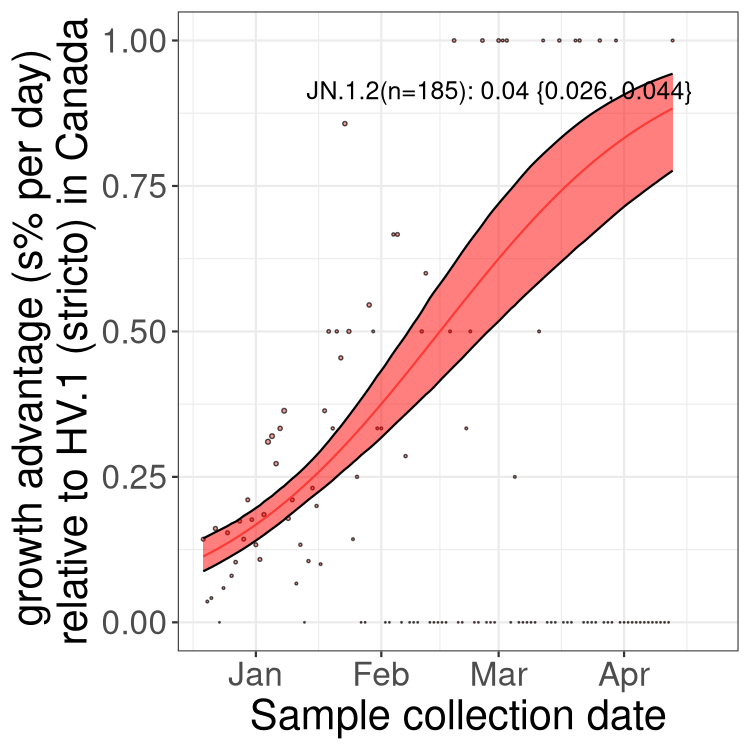 growth advantage (s% per day)
relative to HV.1 (stricto) in Canada
1.00
0.75
0.50
0.25
0.00
JN.1.2(n=185): 0.04 {0.026, 0.044}
Jan Feb Mar Apr
Sample collection date